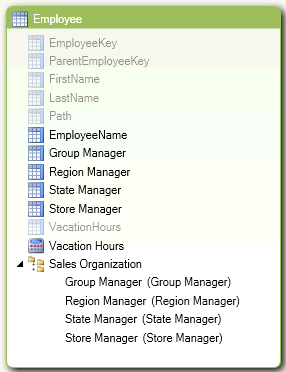 Employee
EmployeeKey
ParentEmployeeKey
FirstName
LastName
Path
EmployeeName
Group Manager
Region Manager
State Manager
Store Manager
VacationHours
Vacation Hours
Sales Organization
Group Manager (Group Manager)
Region Manager (Region Manager)
State Manager (State Manager)
Store Manager (Store Manager)